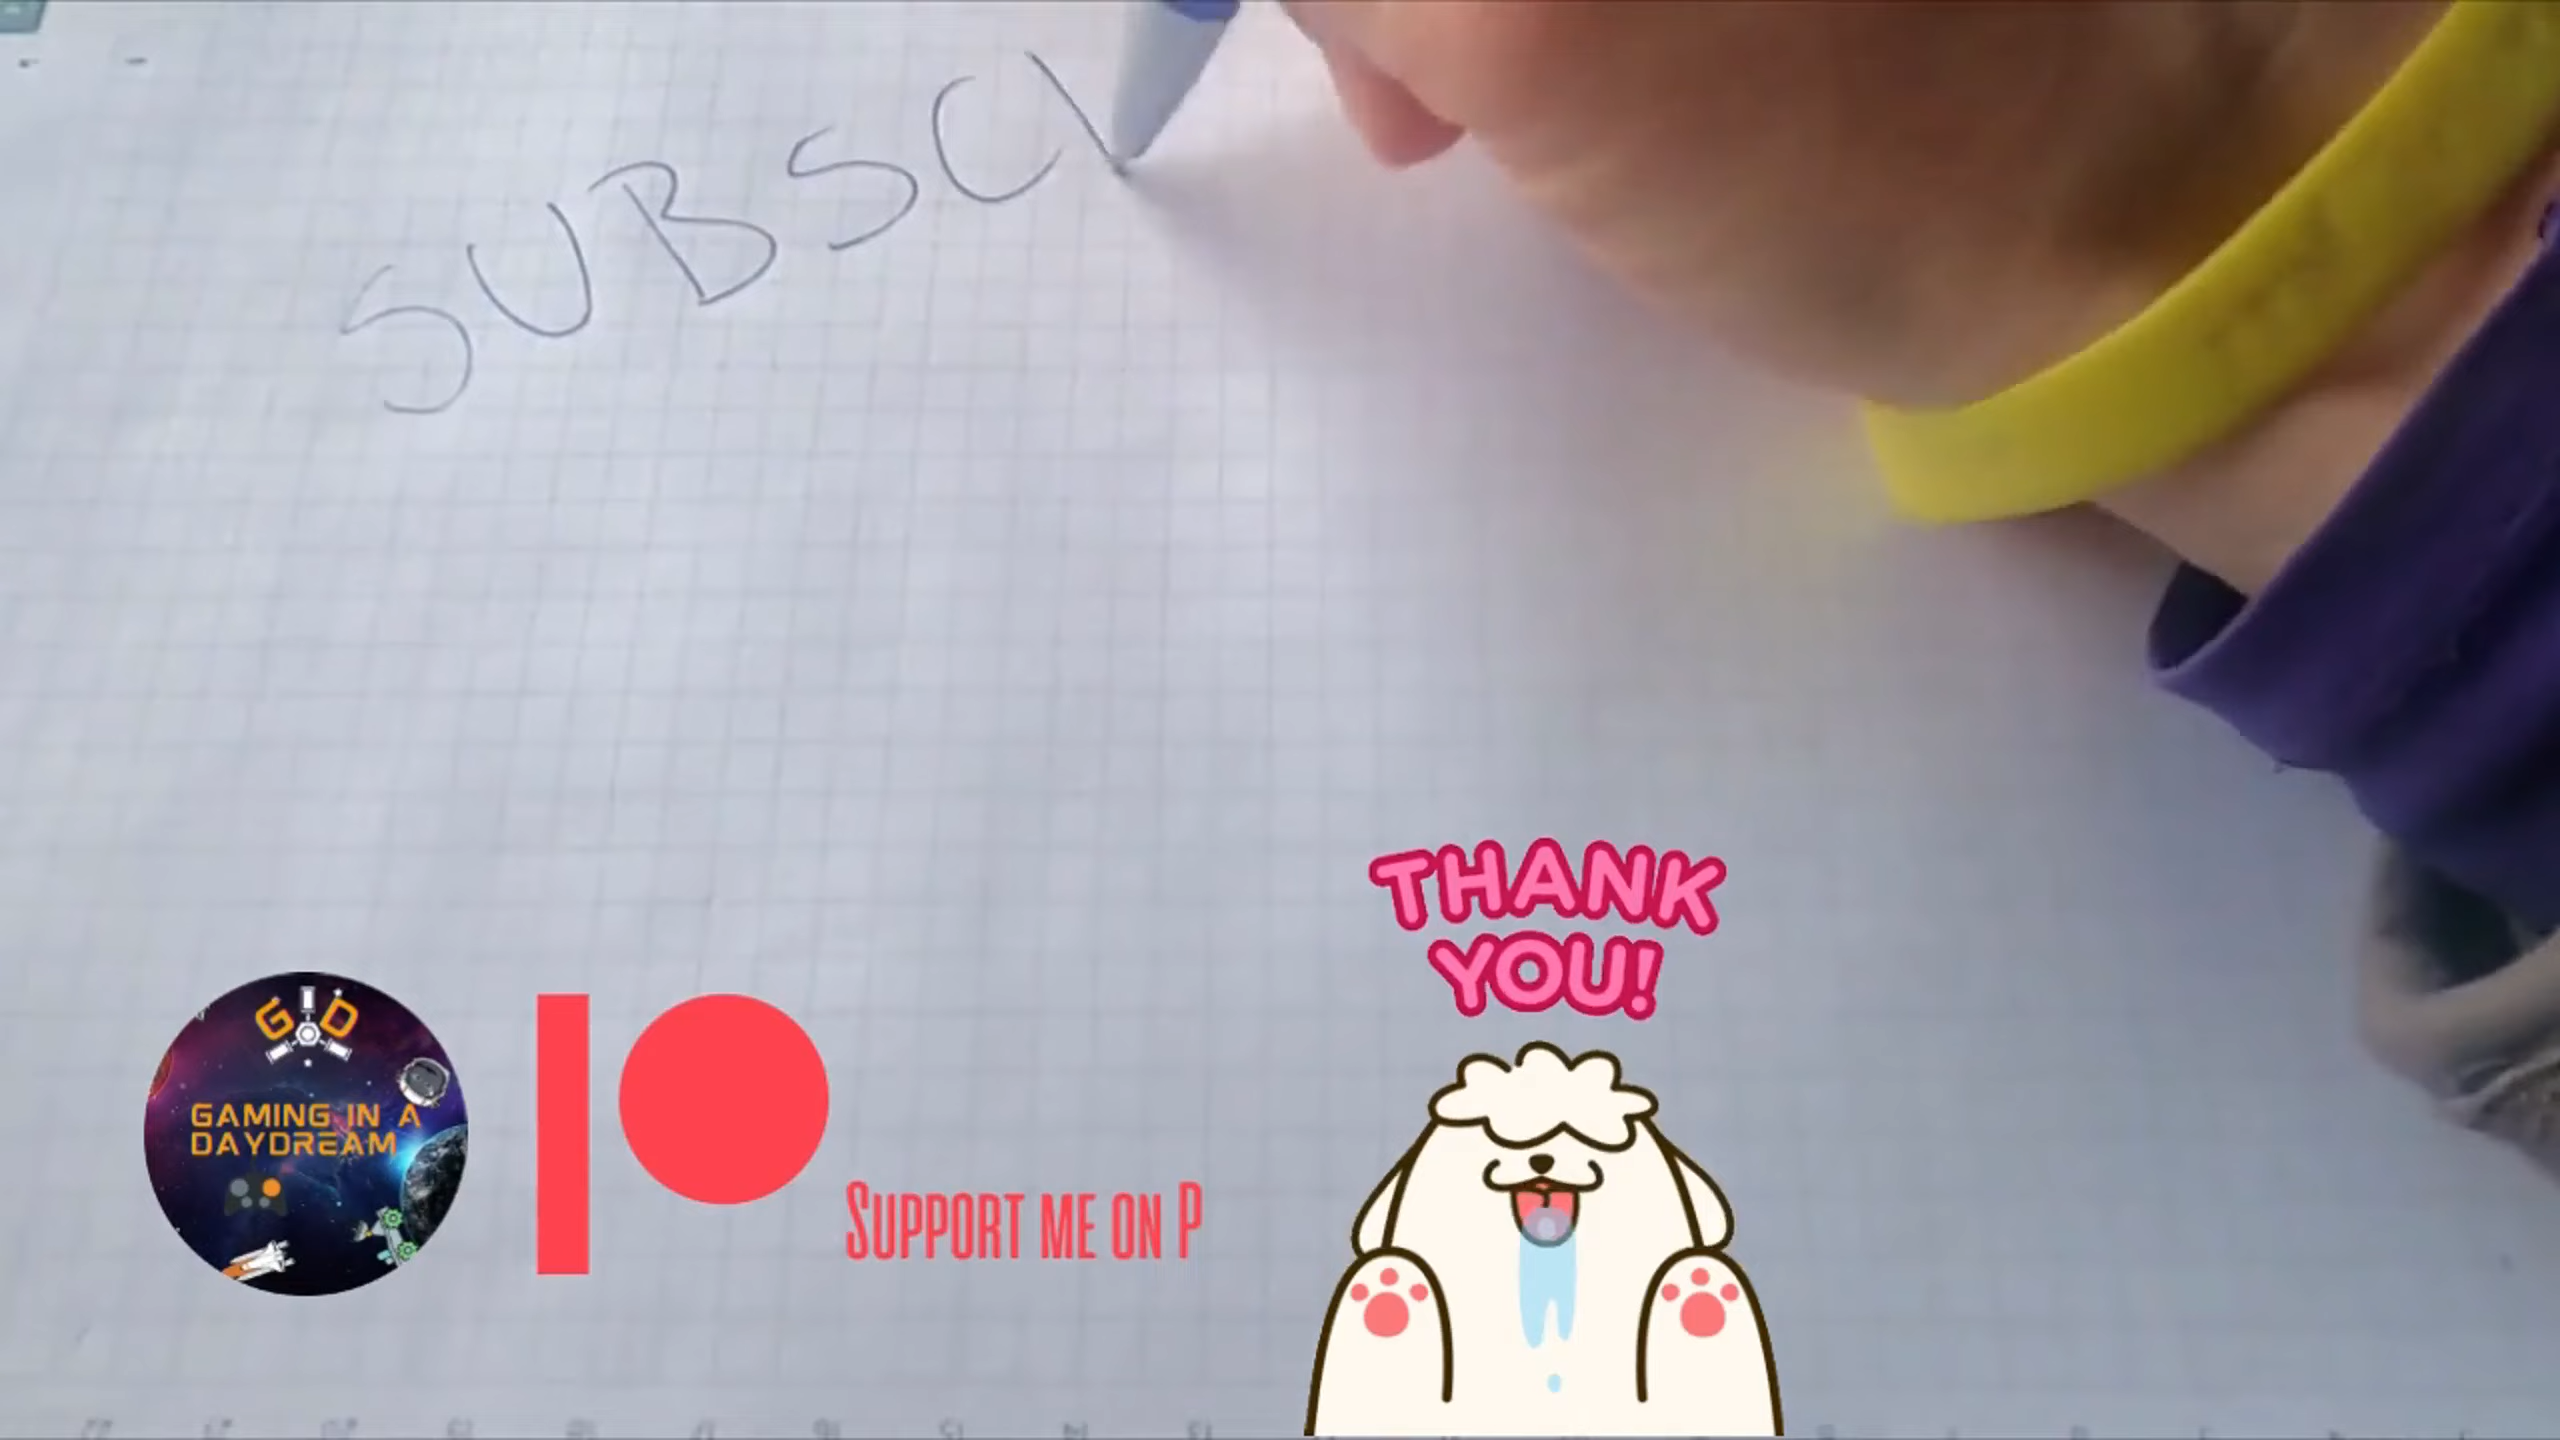 SUBSC
THANK
YOU!
G D
GAMING IN A
DAYDREAM
SUPPORT ME ON P